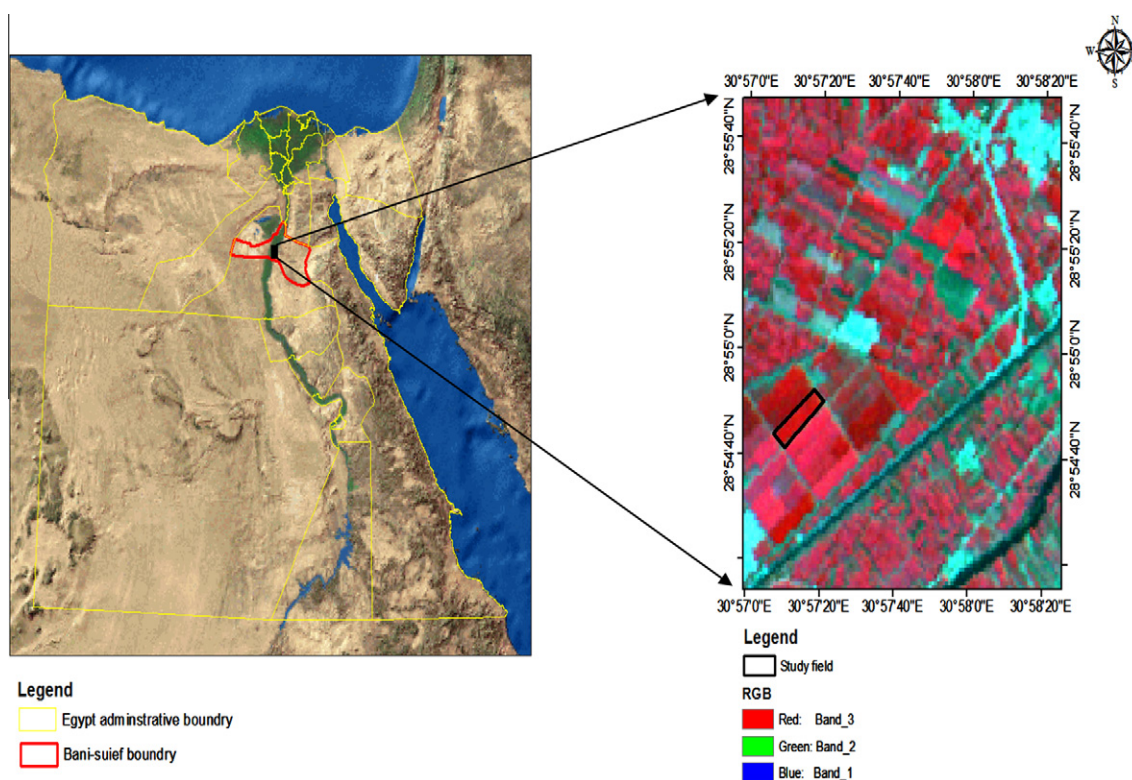 N
W
E
S
30°57'0"E 30°57'20"E 30°57'40"E 30°58'0"E 30°58'20"E
28°55'40"N
28°55'20"N
28°55'0"N
28°54'40"N
28°55'40"N
28°55'20"N
28°55'0"N
28°54'40"N
30°57'0"E 30°57'20"E 30°57'40"E 30°58'0"E 30°58'20"E
Legend
Egypt adminstrative boundry
Bani-suief boundry
Legend
Study field
RGB
Red: Band_3
Green: Band_2
Blue: Band_1